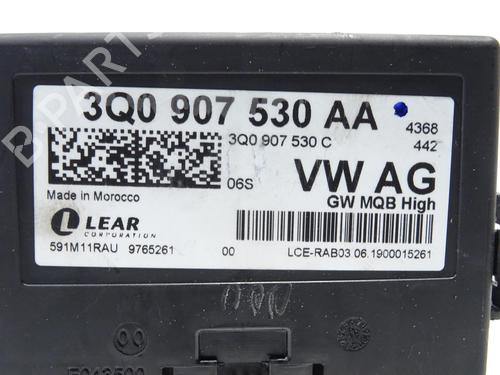 3Q0 907 530 AA
4368
3Q0 907 530 C
442
06S
VW AG
Made in Morocco
GW MQB High
LEAR
CORPORATION
591M11RAU 9765261 00 LCE-RAB03 06.1900015261
B PARTS